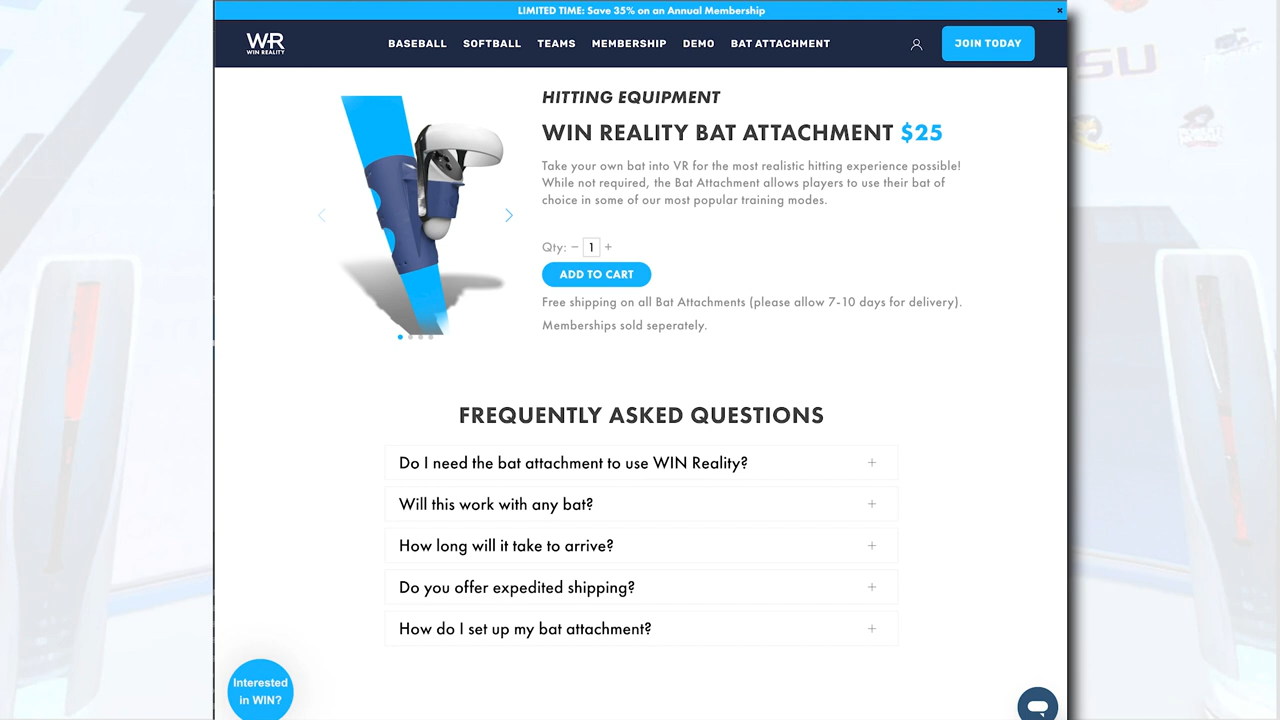 LIMITED TIME: Save 35% on an Annual Membership
WR
WIN REALITY
BASEBALL SOFTBALL TEAMS MEMBERSHIP DEMO BAT ATTACHMENT
JOIN TODAY
SU
HITTING EQUIPMENT
WIN REALITY BAT ATTACHMENT $25
Take your own bat into VR for the most realistic hitting experience possible!
While not required, the Bat Attachment allows players to use their bat of
choice in some of our most popular training modes.
Qty: − 1 +
ADD TO CART
Free shipping on all Bat Attachments (please allow 7-10 days for delivery).
Memberships sold seperately.
FREQUENTLY ASKED QUESTIONS
Do I need the bat attachment to use WIN Reality? +
Will this work with any bat? +
How long will it take to arrive? +
Do you offer expedited shipping? +
How do I set up my bat attachment? +
Interested
in WIN?